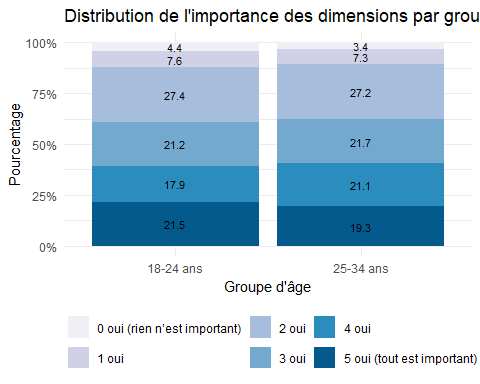 Distribution de l'importance des dimensions par grou
100%
75%
50%
25%
0%
Pourcentage
4.4
7.6
27.4
21.2
17.9
21.5
3.4
7.3
27.2
21.7
21.1
19.3
18-24 ans
25-34 ans
Groupe d'âge
0 oui (rien n’est important)
2 oui
4 oui
1 oui
3 oui
5 oui (tout est important)